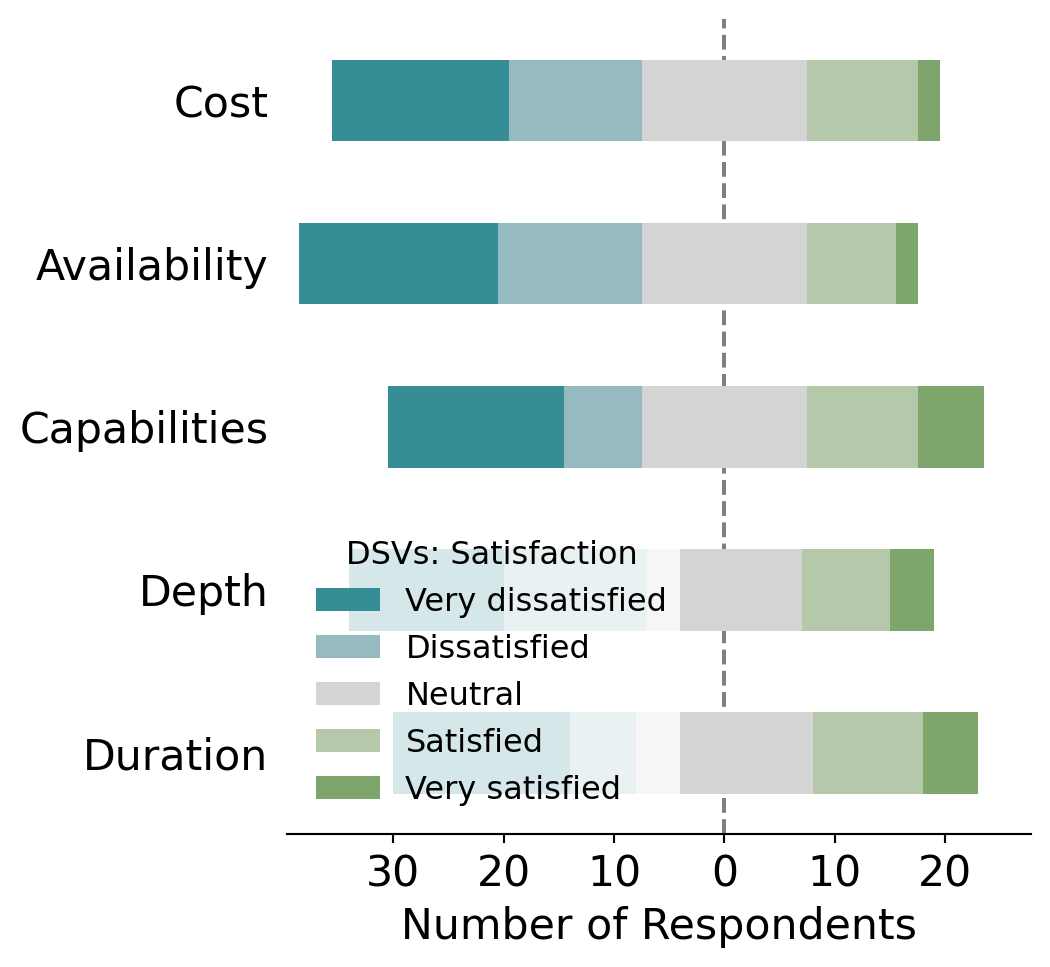 Cost
Availability
Capabilities
Depth
Duration
DSVs: Satisfaction
Very dissatisfied
Dissatisfied
Neutral
Satisfied
Very satisfied
30 20 10 0 10 20
Number of Respondents